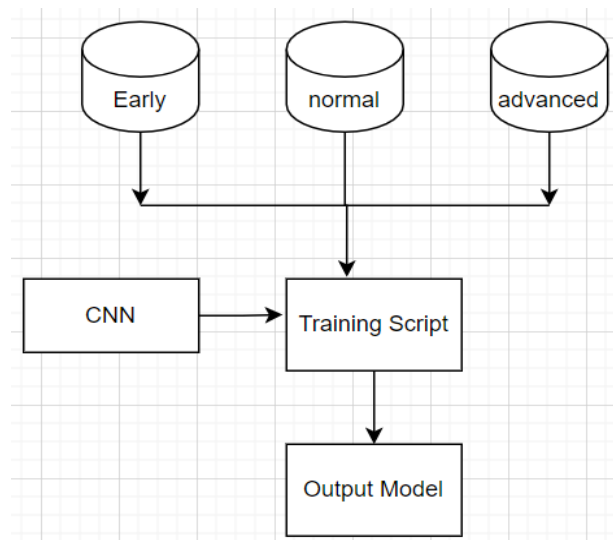 Early
normal
advanced
CNN
Training Script
Output Model